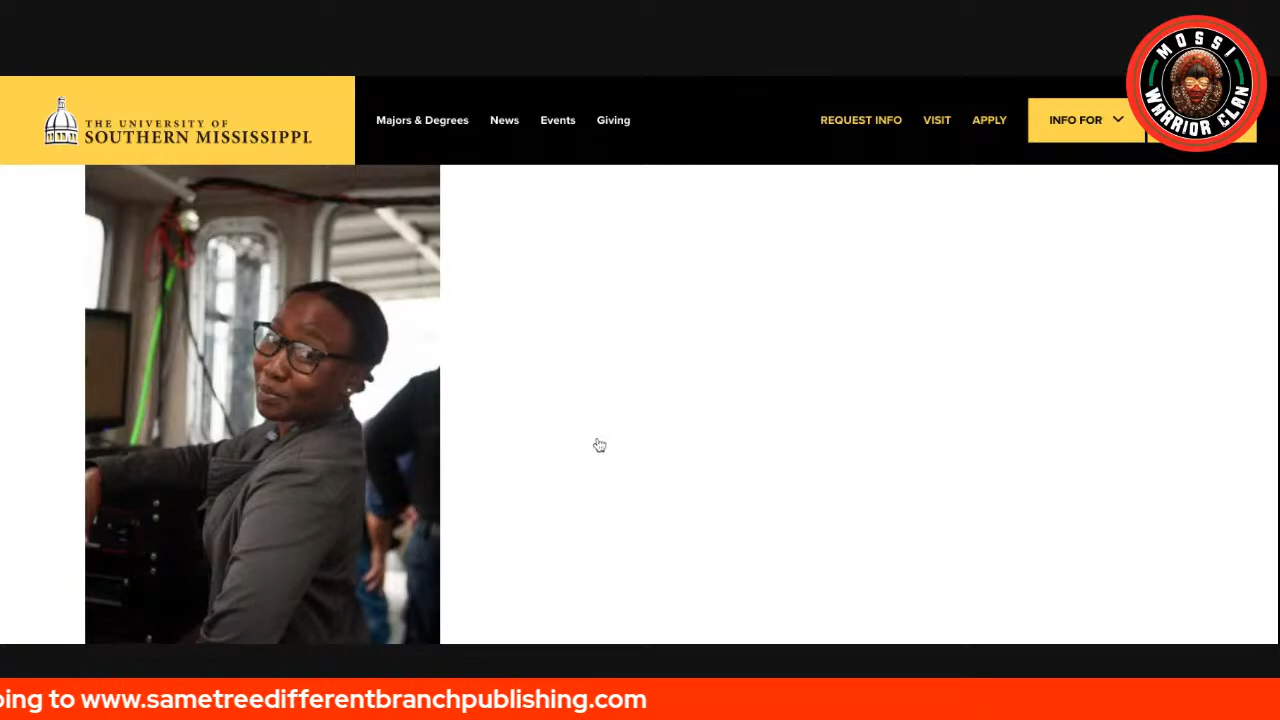 THE UNIVERSITY OF
SOUTHERN MISSISSIPPI.
Majors & Degrees
News
Events
Giving
REQUEST INFO
VISIT
APPLY
INFO FOR
MOSSI
WARRIOR CLAN
ping to www.sametreedifferentbranchpublishing.com